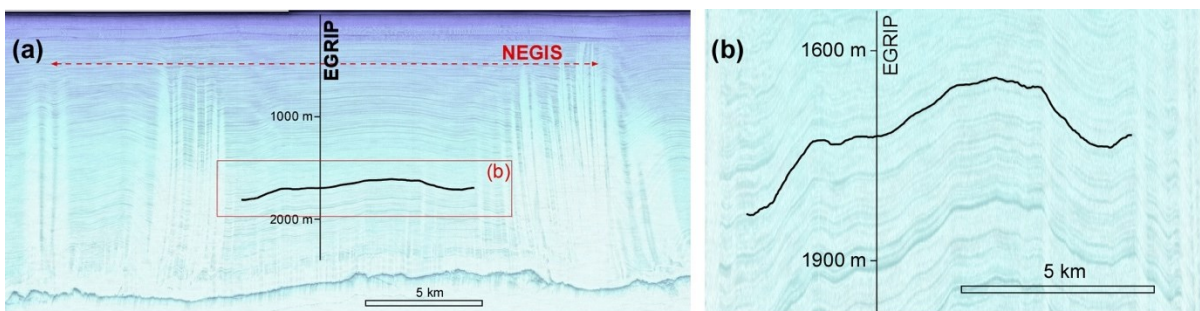 (a)
EGRIP
NEGIS
1000 m
(b)
2000 m
5 km
(b)
1600 m
EGRIP
1900 m
5 km